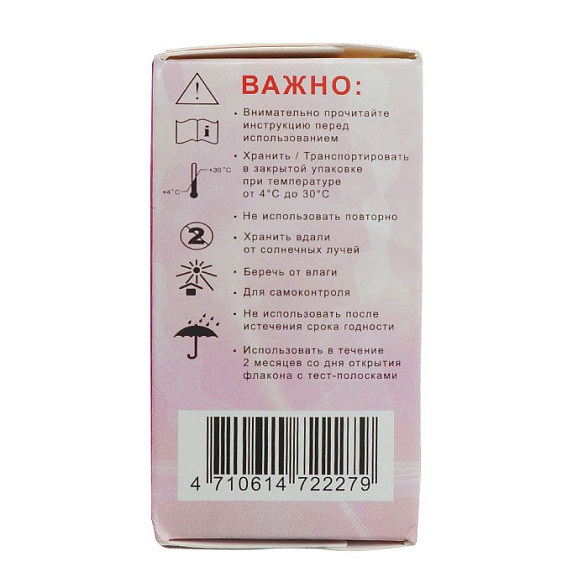 ВАЖНО:
• Внимательно прочитайте
инструкцию перед
использованием
• Хранить / Транспортировать
в закрытой упаковке
при температуре
от 4°C до 30°C
+30°C
+4°C
• Не использовать повторно
2
• Хранить вдали
от солнечных лучей
• Беречь от влаги
• Для самоконтроля
• Не использовать после
истечения срока годности
• Использовать в течение
2 месяцев со дня открытия
флакона с тест-полосками
4 710614 722279